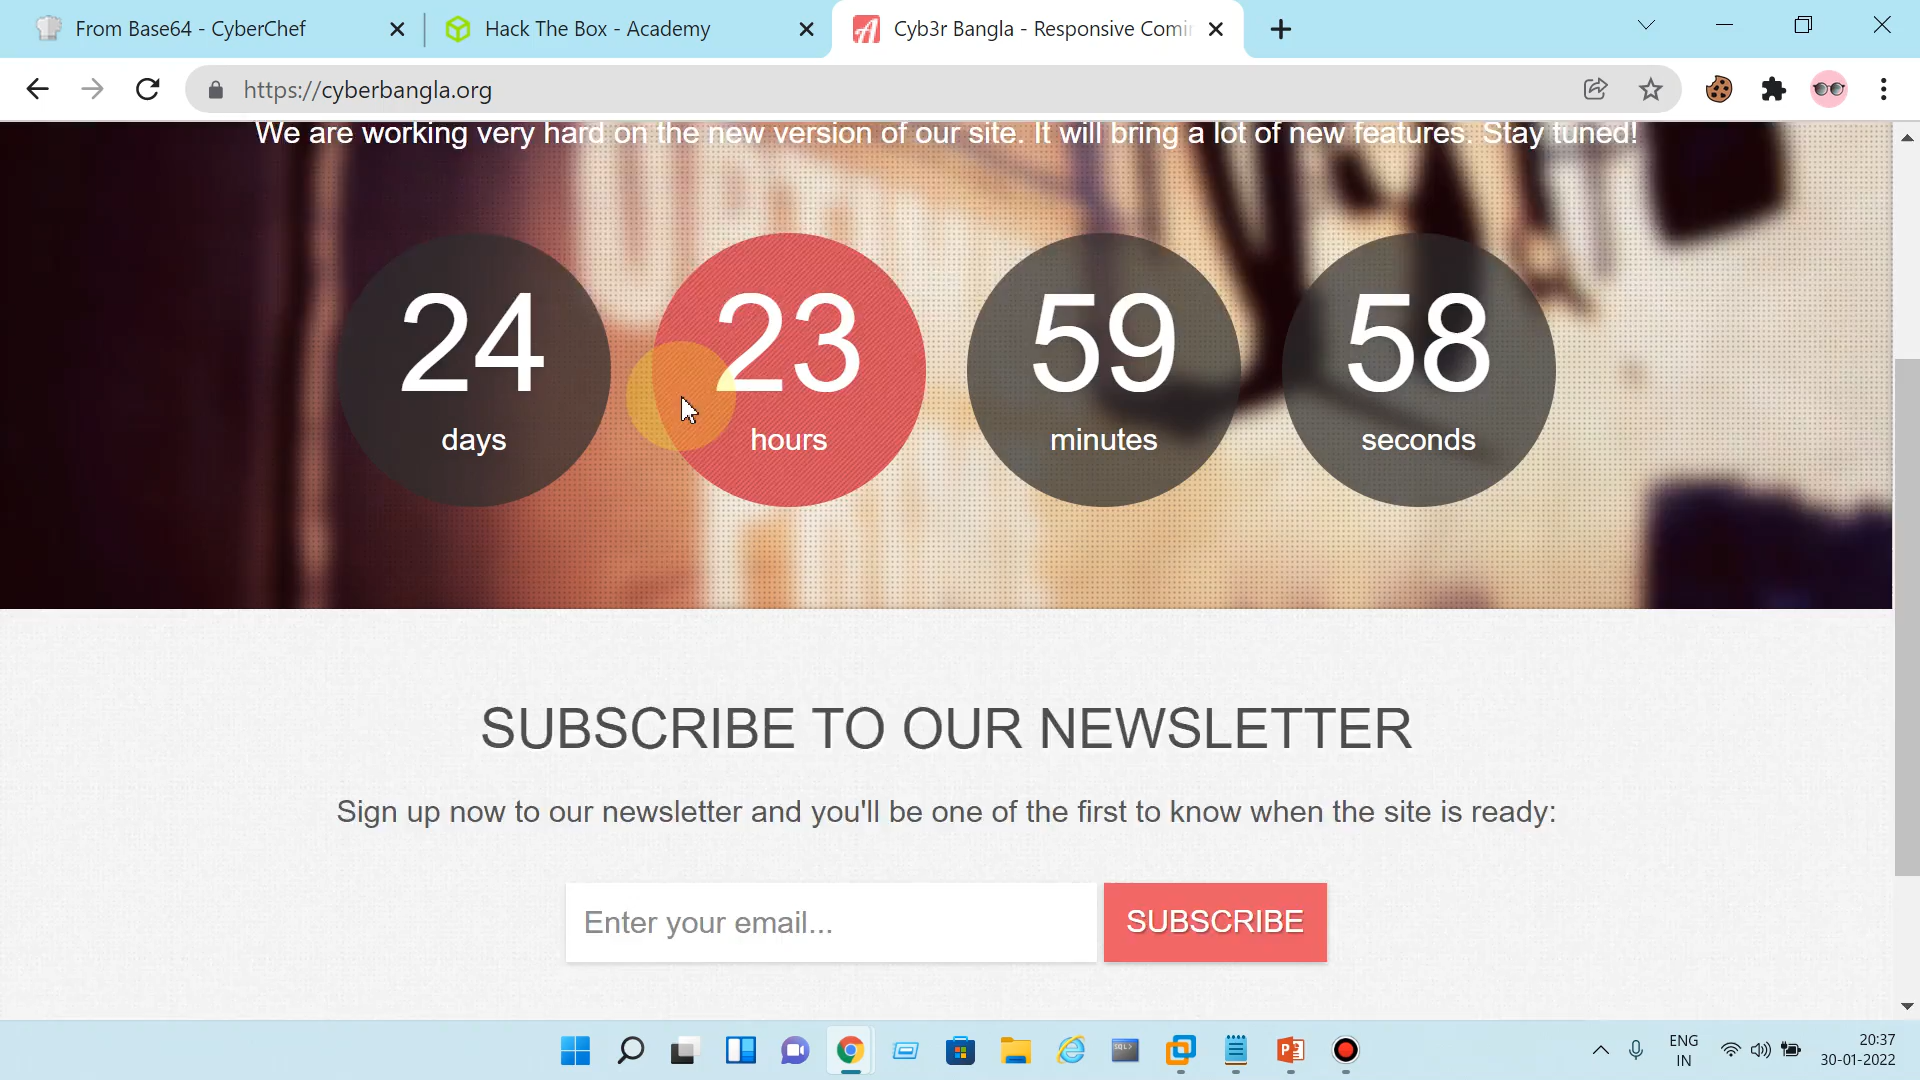 From Base64 - CyberChef
Hack The Box - Academy
Cyb3r Bangla - Responsive Comin
https://cyberbangla.org
We are working very hard on the new version of our site. It will bring a lot of new features. Stay tuned!
24 23 59 58
days hours minutes seconds
SUBSCRIBE TO OUR NEWSLETTER
Sign up now to our newsletter and you'll be one of the first to know when the site is ready:
Enter your email... SUBSCRIBE
ENG
IN
20:37
30-01-2022